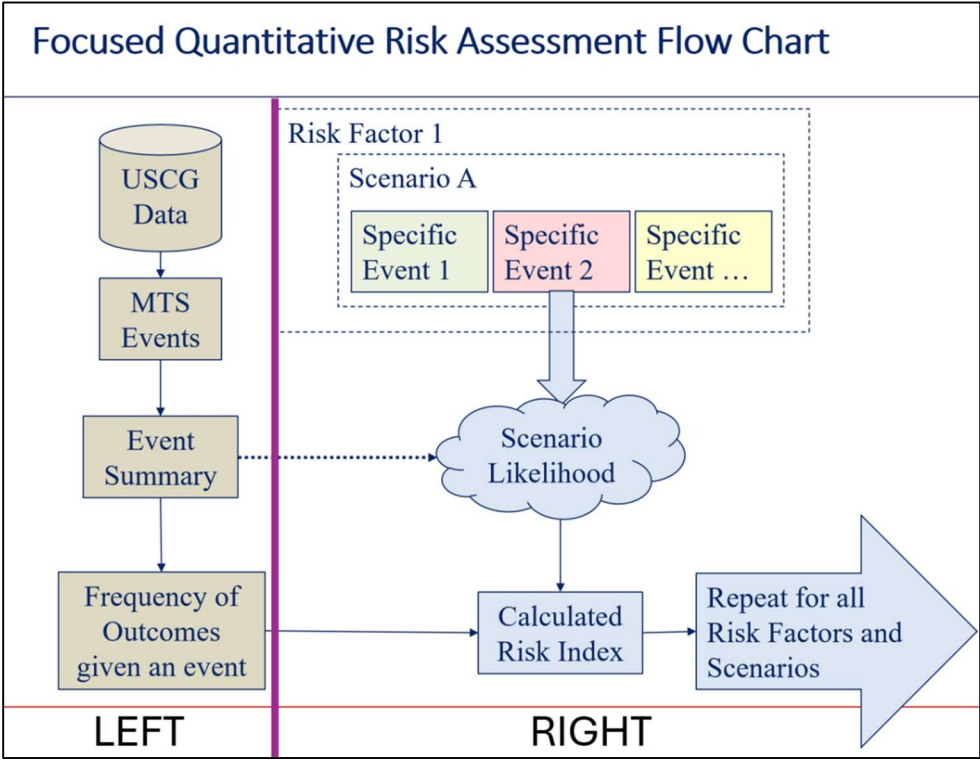 Focused Quantitative Risk Assessment Flow Chart
USCG
Data
MTS
Events
Event
Summary
Frequency of
Outcomes
given an event
LEFT
Risk Factor 1
Scenario A
Specific
Event 1
Specific
Event 2
Specific
Event …
Scenario
Likelihood
Calculated
Risk Index
Repeat for all
Risk Factors and
Scenarios
RIGHT